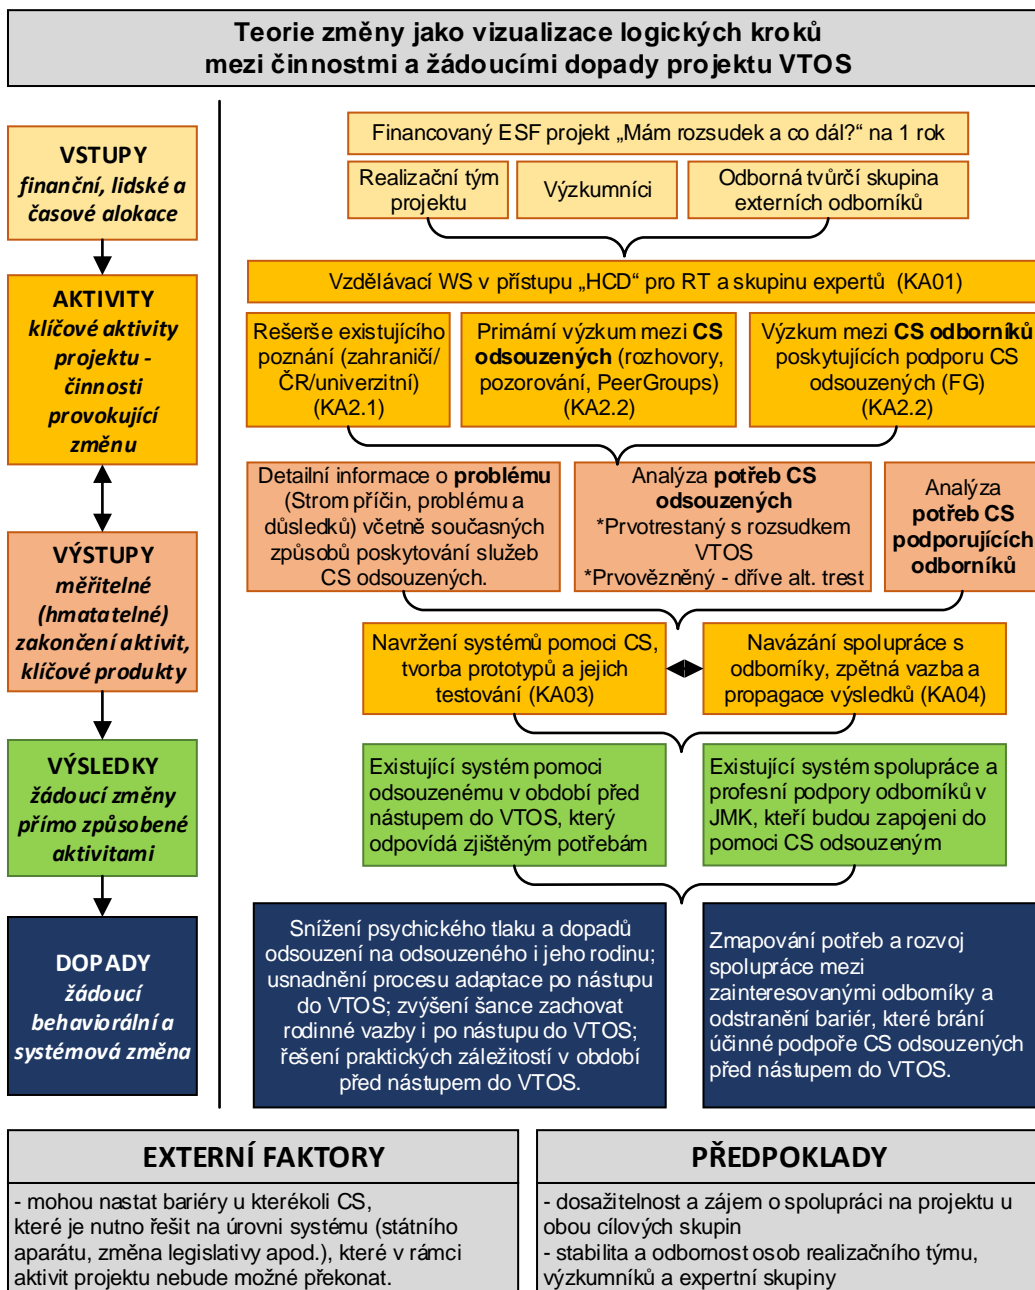 Teorie změny jako vizualizace logických kroků
mezi činnostmi a žádoucími dopady projektu VTOS
VSTUPY
finanční, lidské a
časové alokace
Financovaný ESF projekt „Mám rozsudek a co dál?“ na 1 rok
Realizační tým
projektu
Výzkumníci
Odborná tvůrčí skupina
externích odborníků
AKTIVITY
klíčové aktivity
projektu -
činnosti
provokující
změnu
Vzdělávací WS v přístupu „HCD“ pro RT a skupinu expertů (KA01)
Rešerše existujícího
poznání (zahraničí/
ČR/univerzitní)
(KA2.1)
Primární výzkum mezi CS
odsouzených (rozhovory,
pozorování, PeerGroups)
(KA2.2)
Výzkum mezi CS odborníků
poskytujících podporu CS
odsouzených (FG)
(KA2.2)
VÝSTUPY
měřitelné
(hmatatelné)
zakončení aktivit,
klíčové produkty
Detailní informace o problému
(Strom příčin, problému a
důsledků) včetně současných
způsobů poskytování služeb
CS odsouzených.
Analýza potřeb CS
odsouzených
*Prvotrestaný s rozsudkem
VTOS
*Prvovězněný - dříve alt. trest
Analýza
potřeb CS
podporujících
odborníků
Navržení systémů pomoci CS,
tvorba prototypů a jejich
testování (KA03)
Navázání spolupráce s
odborníky, zpětná vazba a
propagace výsledků (KA04)
VÝSLEDKY
žádoucí změny
přímo způsobené
aktivitami
Existující systém pomoci
odsouzenému v období před
nástupem do VTOS, který
odpovídá zjištěným potřebám
Existující systém spolupráce a
profesní podpory odborníků v
JMK, kteří budou zapojeni do
pomoci CS odsouzeným
DOPADY
žádoucí
behaviorální a
systémová změna
Snížení psychického tlaku a dopadů
odsouzení na odsouzeného i jeho rodinu;
usnadnění procesu adaptace po nástupu
do VTOS; zvýšení šance zachovat
rodinné vazby i po nástupu do VTOS;
řešení praktických záležitostí v období
před nástupem do VTOS.
Zmapování potřeb a rozvoj
spolupráce mezi
zainteresovanými odborníky a
odstranění bariér, které brání
účinné podpoře CS odsouzených
před nástupem do VTOS.
EXTERNÍ FAKTORY
- mohou nastat bariéry u kterékoli CS,
které je nutno řešit na úrovni systému (státního
aparátu, změna legislativy apod.), které v rámci
aktivit projektu nebude možné překonat.
PŘEDPOKLADY
- dosažitelnost a zájem o spolupráci na projektu u
obou cílových skupin
- stabilita a odbornost osob realizačního týmu,
výzkumníků a expertní skupiny